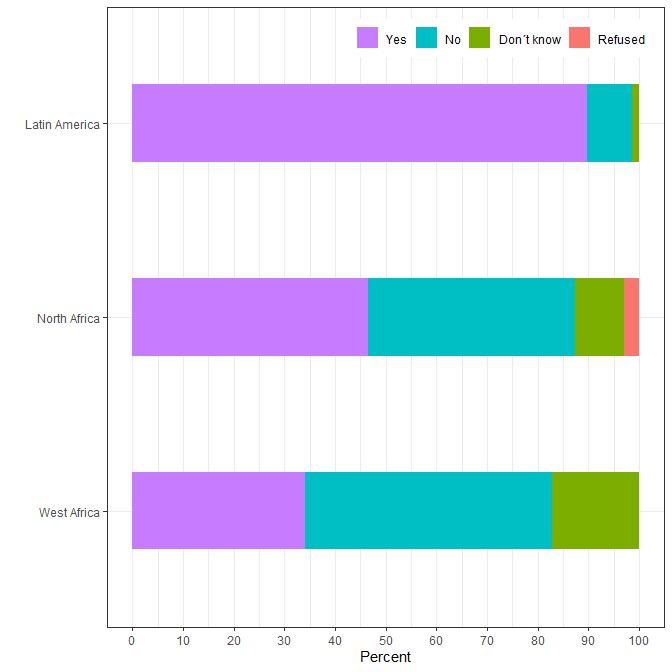 Yes No Don´t know Refused
Latin America
North Africa
West Africa
0 10 20 30 40 50 60 70 80 90 100
Percent